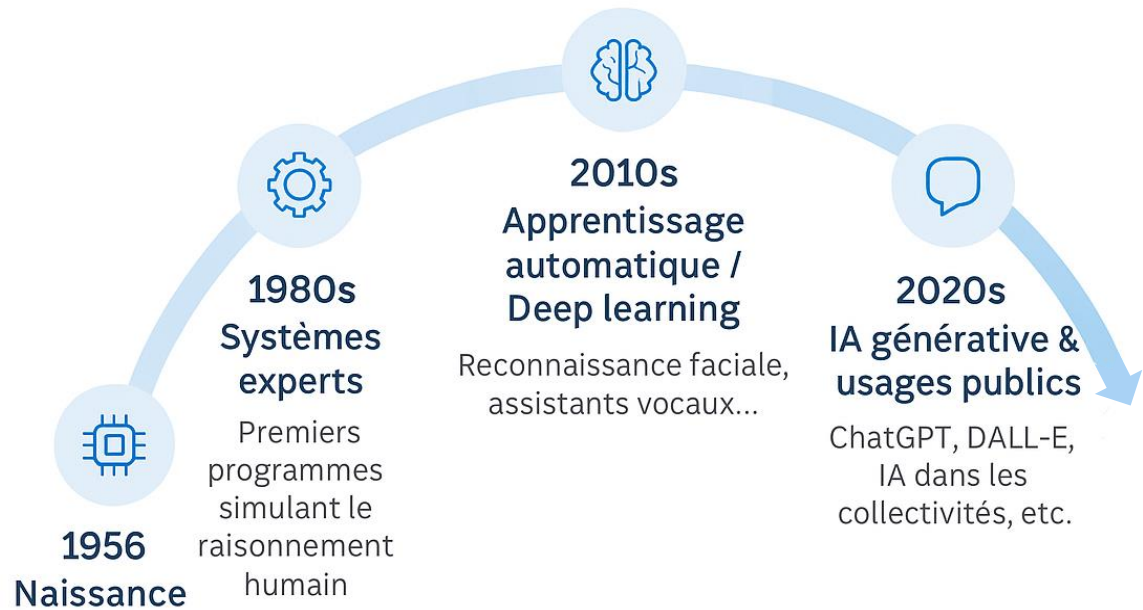 1956
Naissance
1980s
Systèmes
experts
Premiers
programmes
simulant le
raisonnement
humain
2010s
Apprentissage
automatique /
Deep learning
Reconnaissance faciale,
assistants vocaux...
2020s
IA générative &
usages publics
ChatGPT, DALL-E,
IA dans les
collectivités, etc.